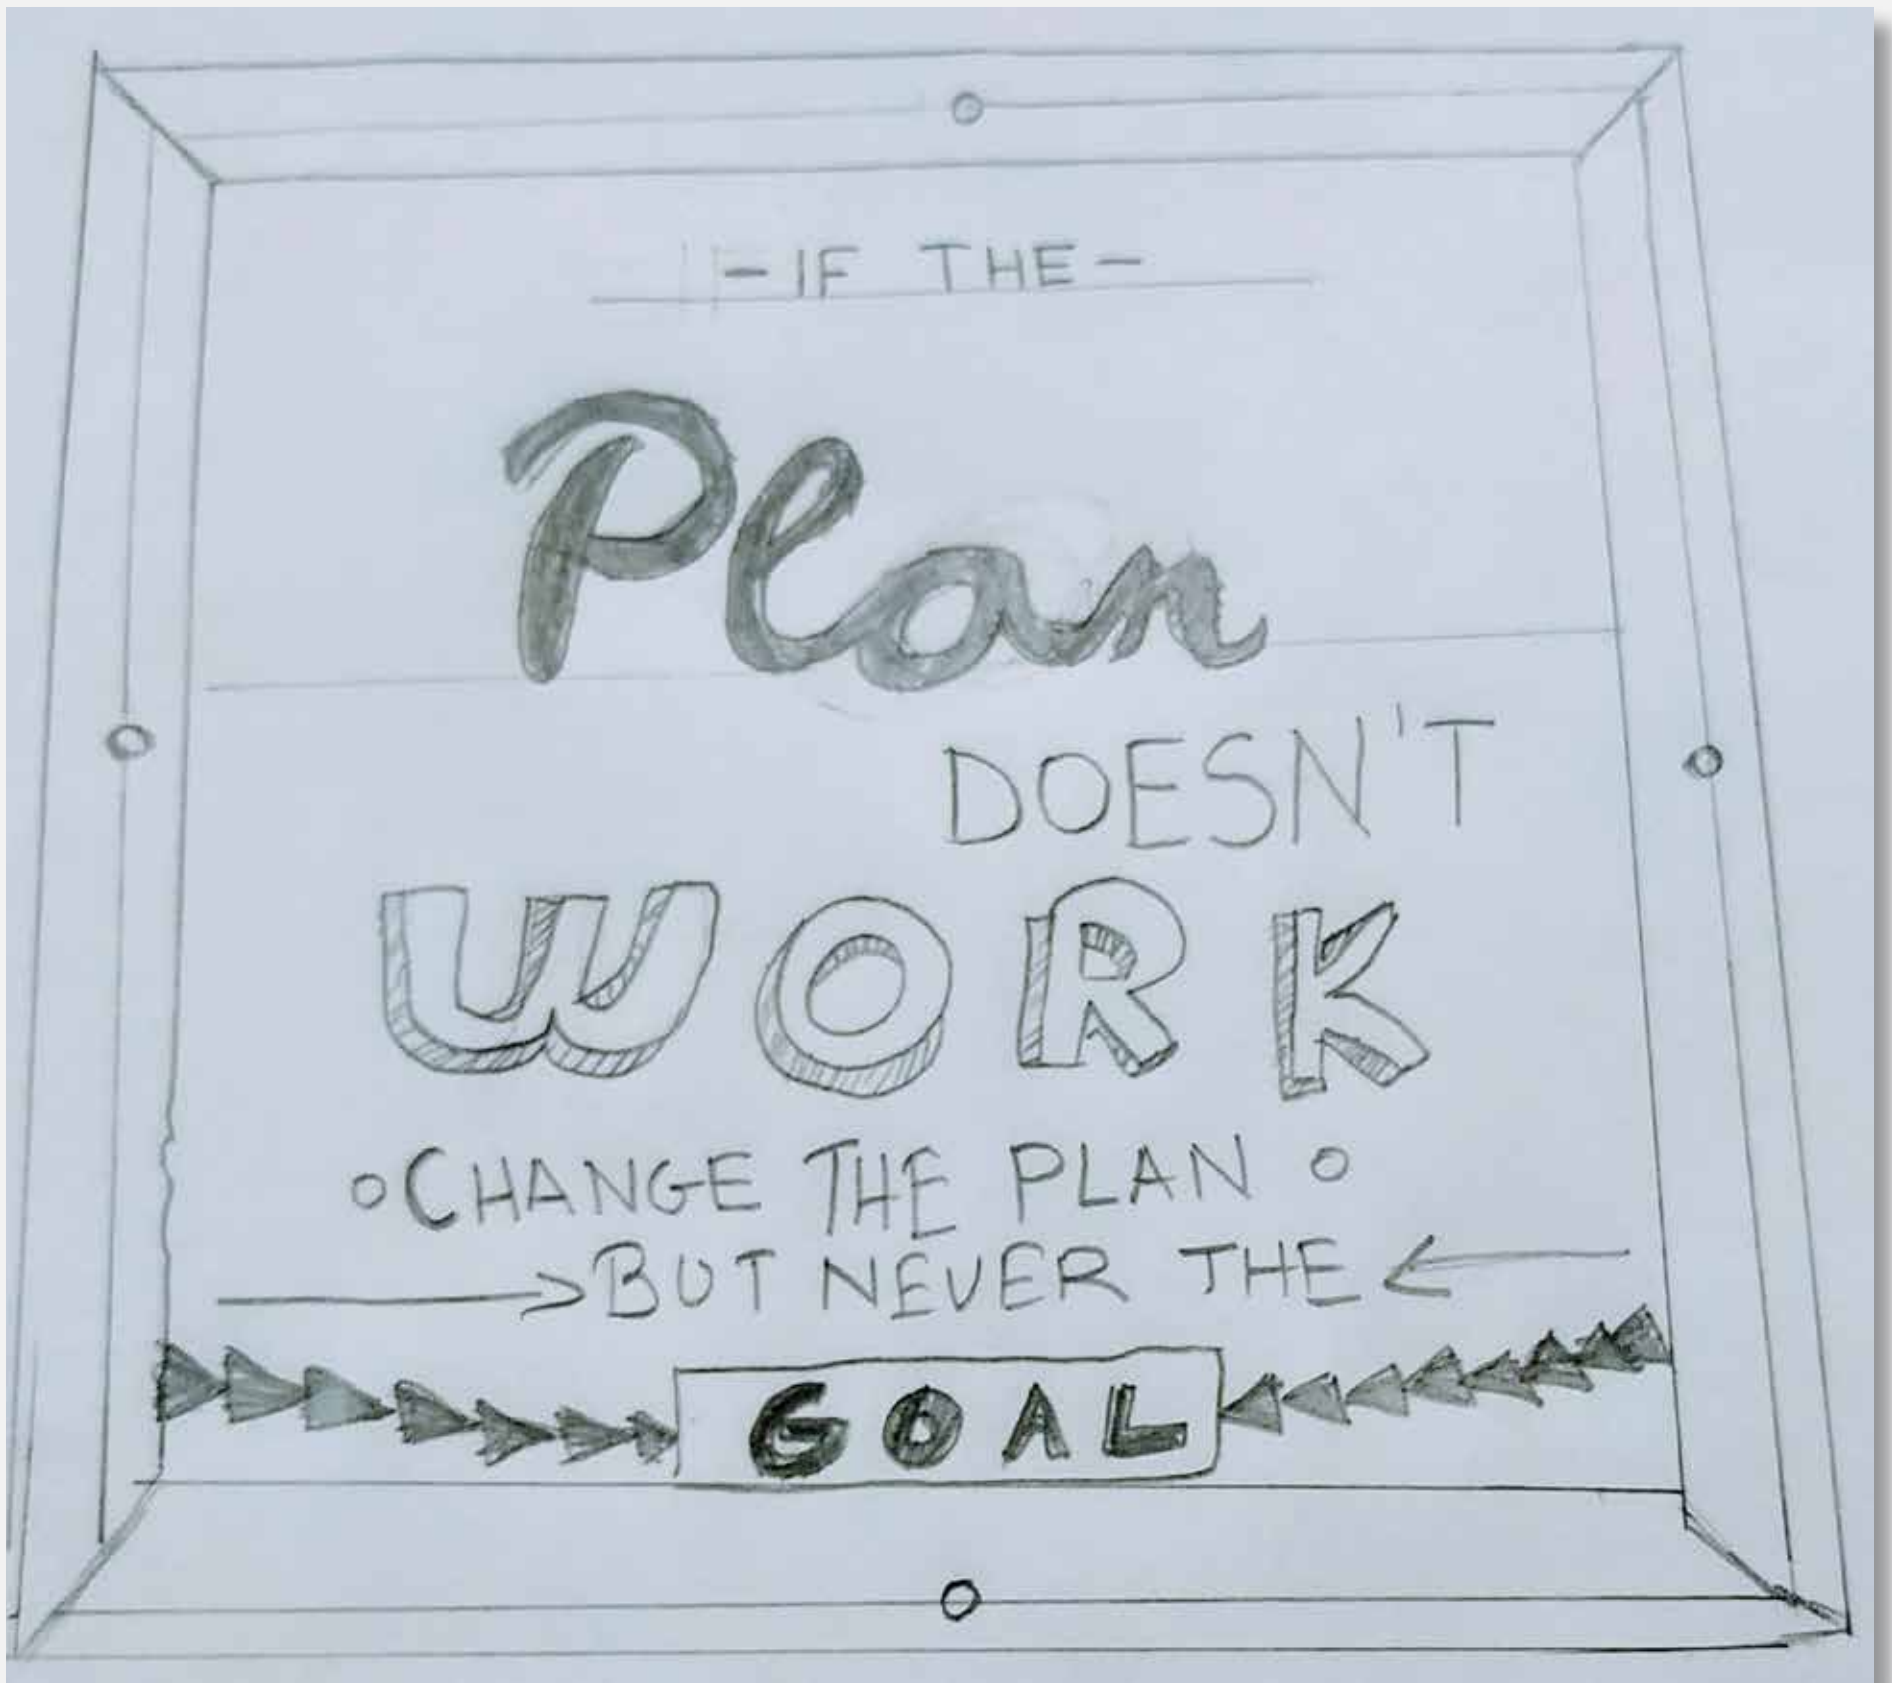 - IF THE -
Plan
DOESN'T
WORK
CHANGE THE PLAN
BUT NEVER THE
GOAL